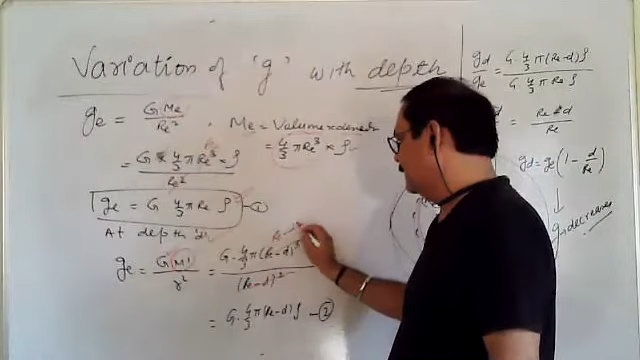 Variation of 'g' with depth
ge = G Me / Re²
Me = Volume × density
= 4/3 π Re³ × ρ
= G × 4/3 π Re³ × ρ / Re²
ge = G 4/3 π Re ρ —①
At depth 'd'
ge = G M' / r² = G · 4/3 π (Re-d)³ / (Re-d)²
= G · 4/3 π (Re-d) ρ —②
gd / ge = G · 4/3 π (Re-d) ρ / G 4/3 π Re ρ
= Re - d / Re
gd = ge (1 - d/Re)
↓
decreases